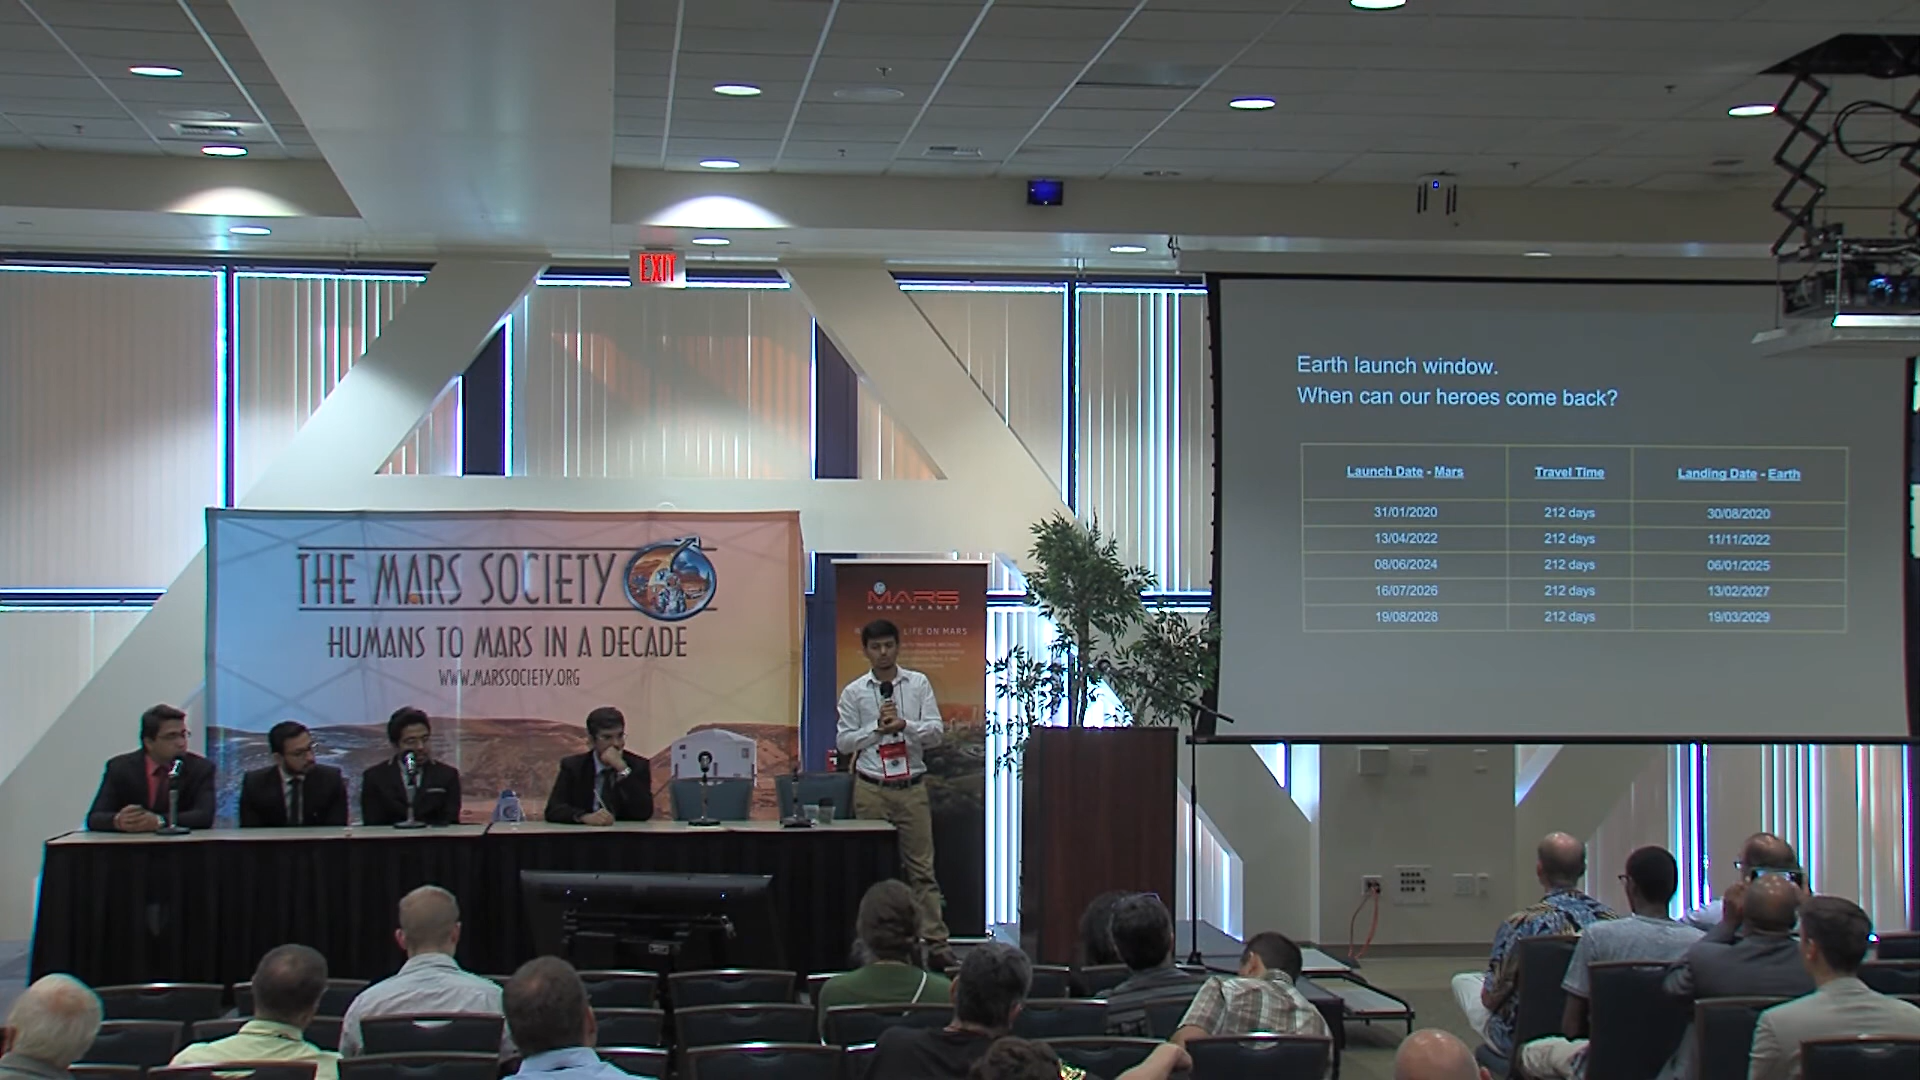 EXIT
Earth launch window.
When can our heroes come back?
Launch Date - Mars Travel Time Landing Date - Earth
31/01/2020 212 days 30/08/2020
13/04/2022 212 days 11/11/2022
08/06/2024 212 days 06/01/2025
16/07/2026 212 days 13/02/2027
19/08/2028 212 days 19/03/2029
THE MARS SOCIETY
HUMANS TO MARS IN A DECADE
WWW.MARSSOCIETY.ORG
MARS
HOME PLANET
LIFE ON MARS